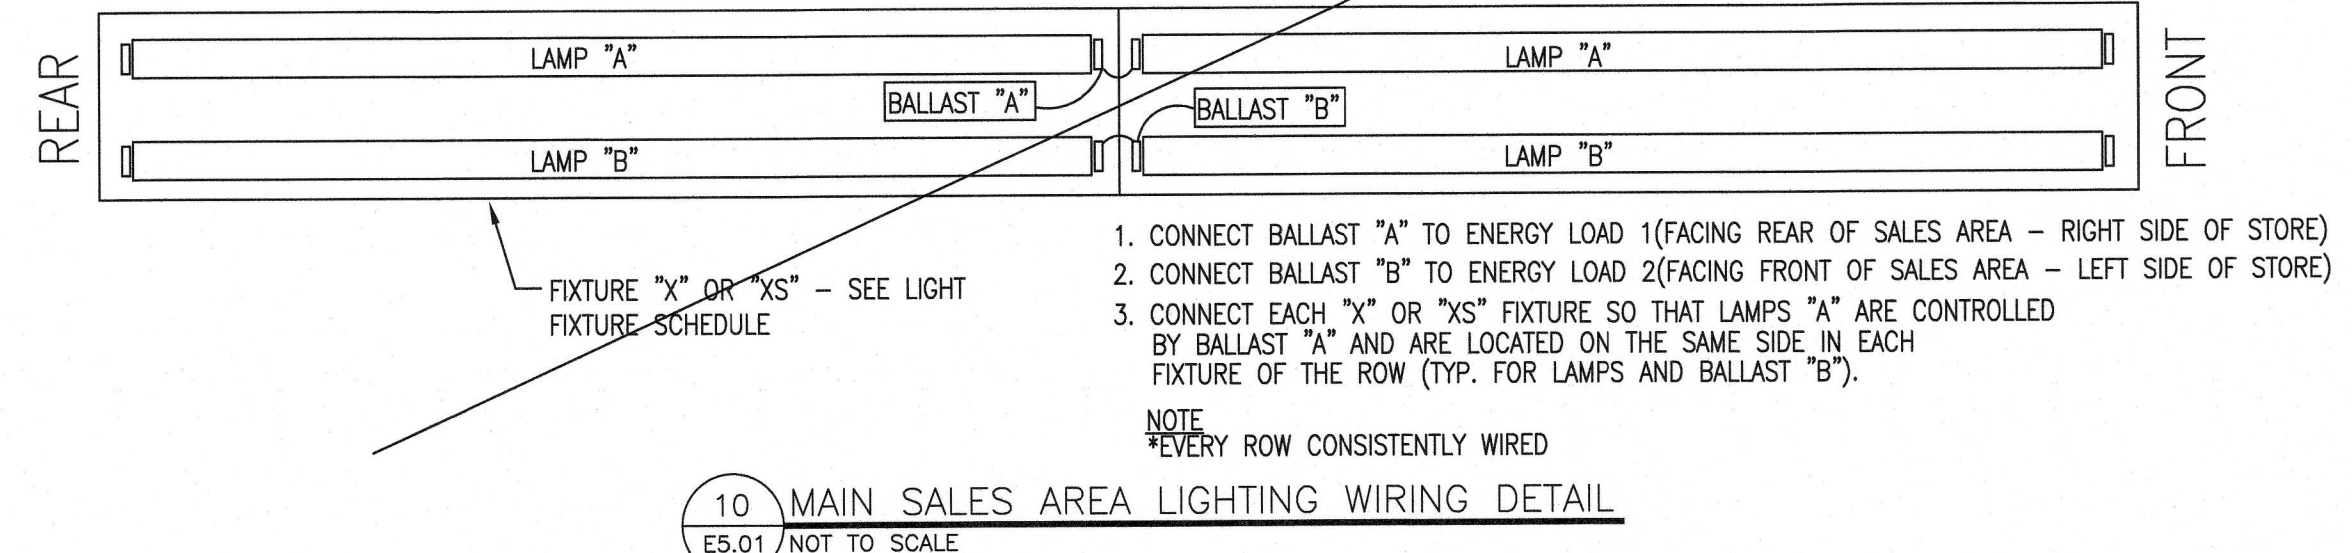 REAR
LAMP "A"
LAMP "A"
FRONT
BALLAST "A"
BALLAST "B"
LAMP "B"
LAMP "B"
FIXTURE "X" OR "XS" – SEE LIGHT
FIXTURE SCHEDULE
1. CONNECT BALLAST "A" TO ENERGY LOAD 1(FACING REAR OF SALES AREA – RIGHT SIDE OF STORE)
2. CONNECT BALLAST "B" TO ENERGY LOAD 2(FACING FRONT OF SALES AREA – LEFT SIDE OF STORE)
3. CONNECT EACH "X" OR "XS" FIXTURE SO THAT LAMPS "A" ARE CONTROLLED
BY BALLAST "A" AND ARE LOCATED ON THE SAME SIDE IN EACH
FIXTURE OF THE ROW (TYP. FOR LAMPS AND BALLAST "B").
NOTE
*EVERY ROW CONSISTENTLY WIRED
10 MAIN SALES AREA LIGHTING WIRING DETAIL
E5.01 NOT TO SCALE